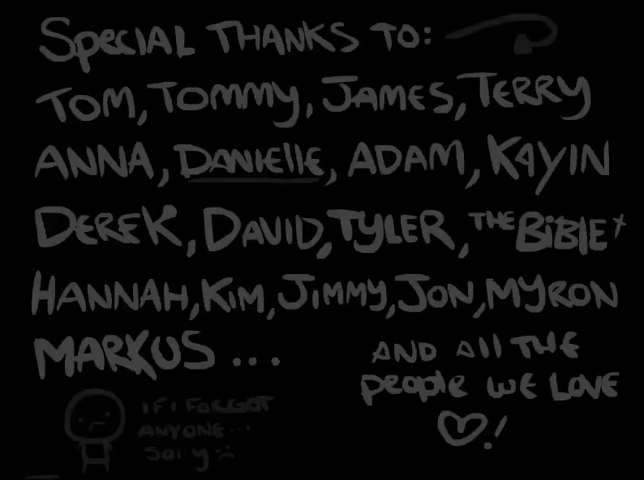 SPECIAL THANKS TO:
TOM, TOMMY, JAMES, TERRY
ANNA, DANIElle, ADAM, KAYIN
DEREK, DAVID, TYLER, THE BiBlE
HANNAH, KIM, JIMMY, JON, MYRON
MARKUS ...
AND All THE
people WE LOVE
♡!
IF I FORGOT
ANYONE...
Sorry :(